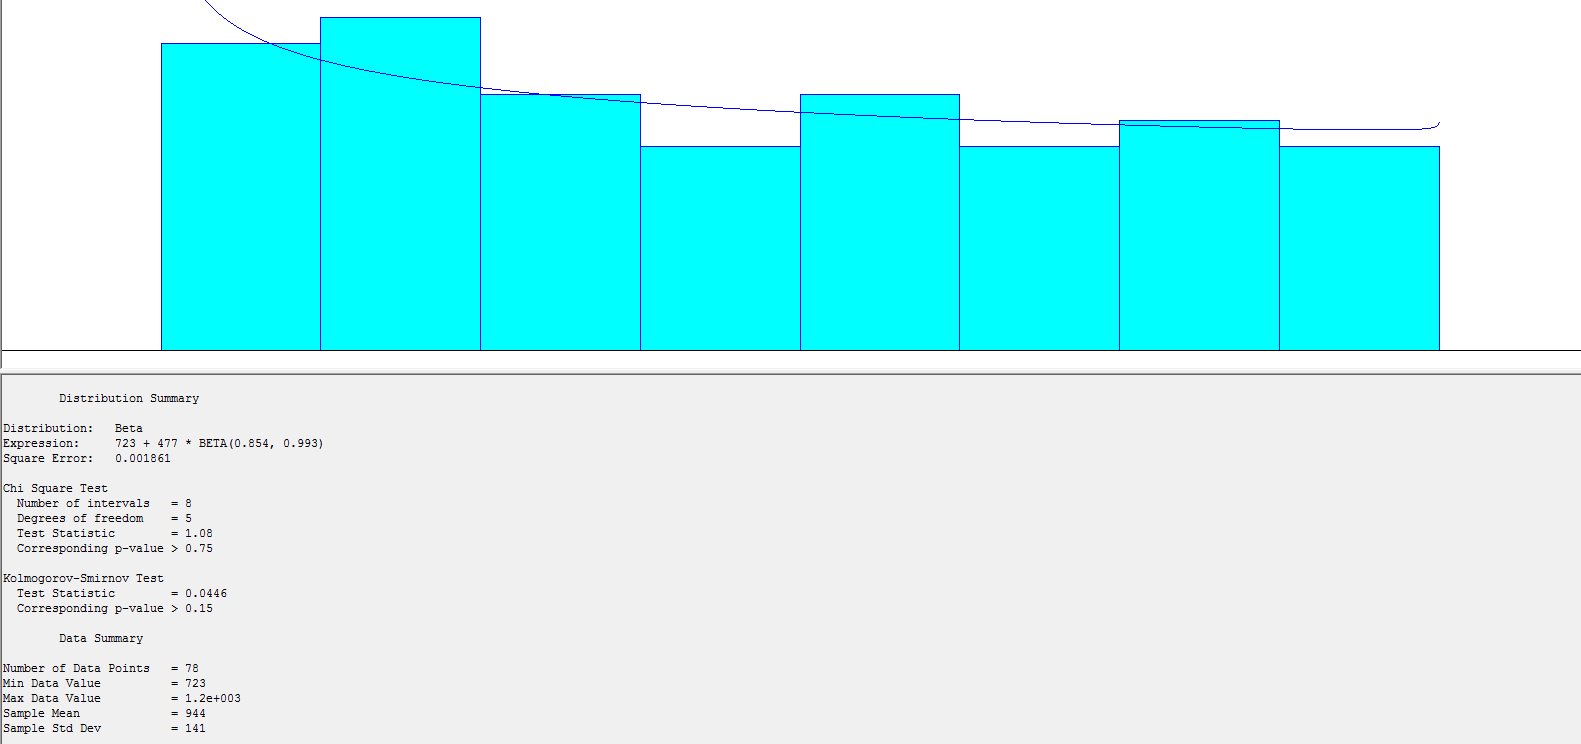 Distribution Summary
Distribution: Beta
Expression: 723 + 477 * BETA(0.854, 0.993)
Square Error: 0.001861
Chi Square Test
Number of intervals = 8
Degrees of freedom = 5
Test Statistic = 1.08
Corresponding p-value > 0.75
Kolmogorov-Smirnov Test
Test Statistic = 0.0446
Corresponding p-value > 0.15
Data Summary
Number of Data Points = 78
Min Data Value = 723
Max Data Value = 1.2e+003
Sample Mean = 944
Sample Std Dev = 141